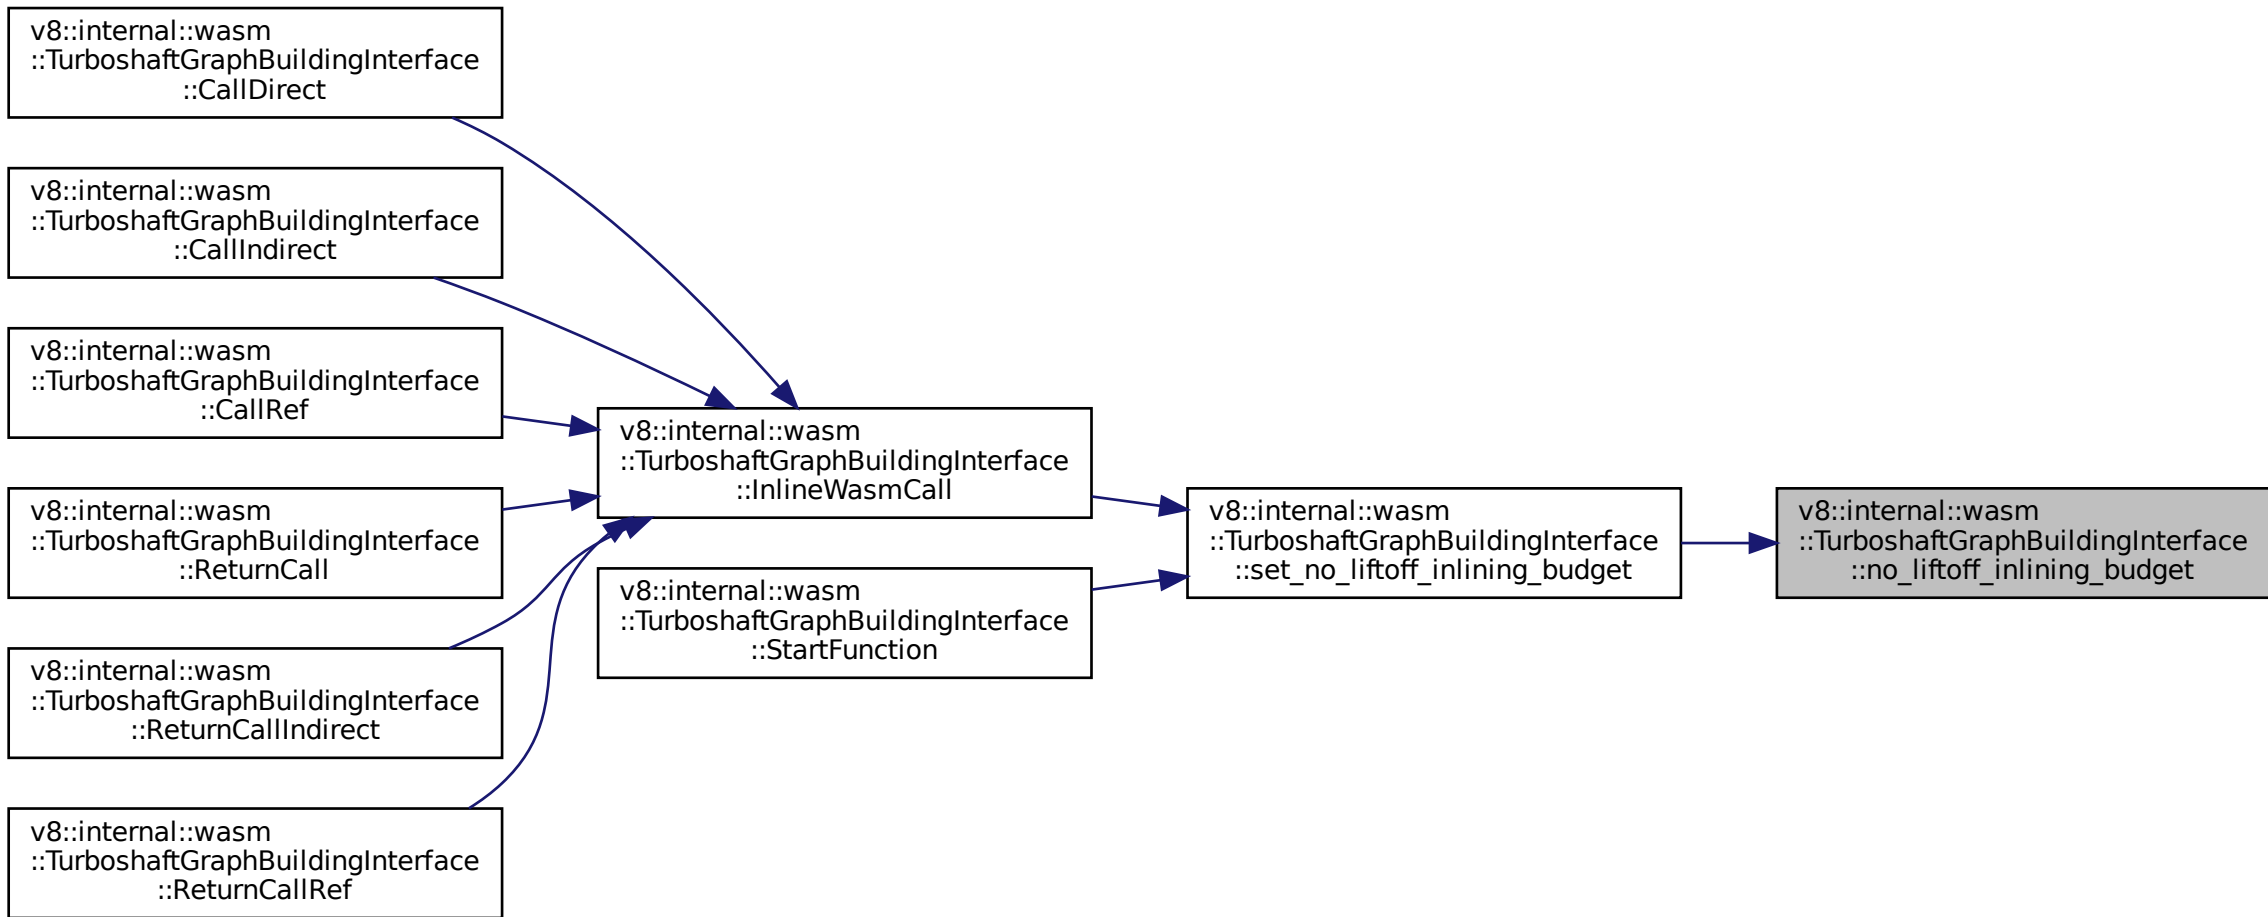 v8::internal::wasm
::TurboshaftGraphBuildingInterface
::CallDirect
v8::internal::wasm
::TurboshaftGraphBuildingInterface
::CallIndirect
v8::internal::wasm
::TurboshaftGraphBuildingInterface
::CallRef
v8::internal::wasm
::TurboshaftGraphBuildingInterface
::ReturnCall
v8::internal::wasm
::TurboshaftGraphBuildingInterface
::ReturnCallIndirect
v8::internal::wasm
::TurboshaftGraphBuildingInterface
::ReturnCallRef
v8::internal::wasm
::TurboshaftGraphBuildingInterface
::InlineWasmCall
v8::internal::wasm
::TurboshaftGraphBuildingInterface
::StartFunction
v8::internal::wasm
::TurboshaftGraphBuildingInterface
::set_no_liftoff_inlining_budget
v8::internal::wasm
::TurboshaftGraphBuildingInterface
::no_liftoff_inlining_budget